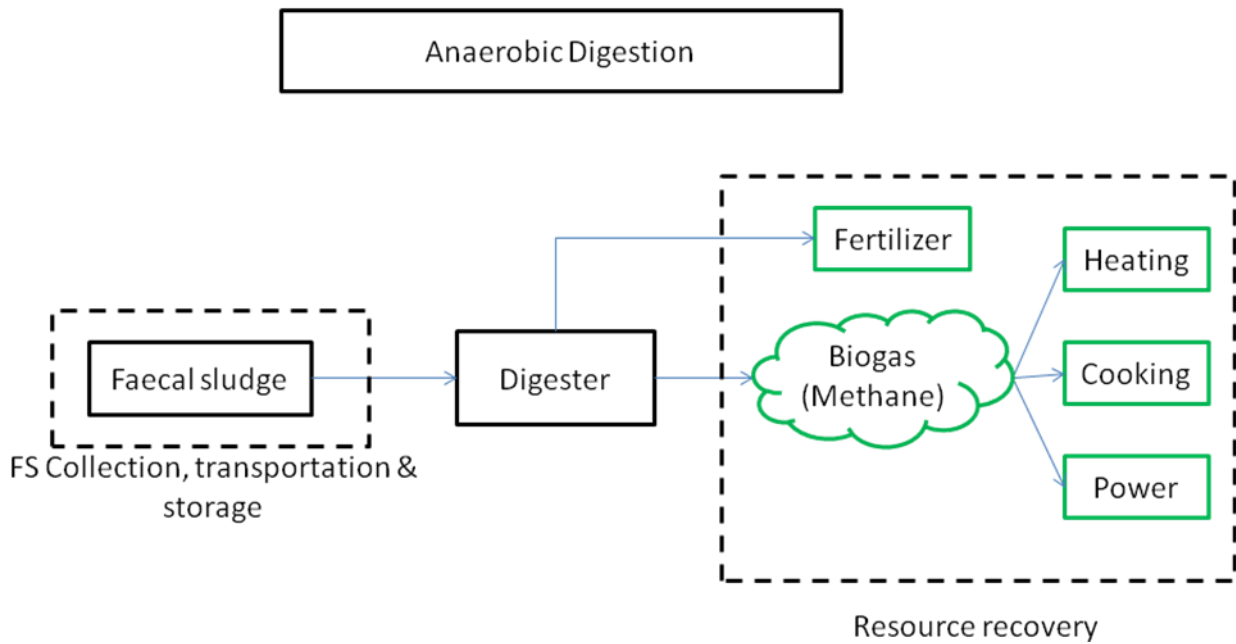 Anaerobic Digestion
Fertilizer
Heating
Faecal sludge
Digester
Biogas
(Methane)
Cooking
Power
FS Collection, transportation &
storage
Resource recovery